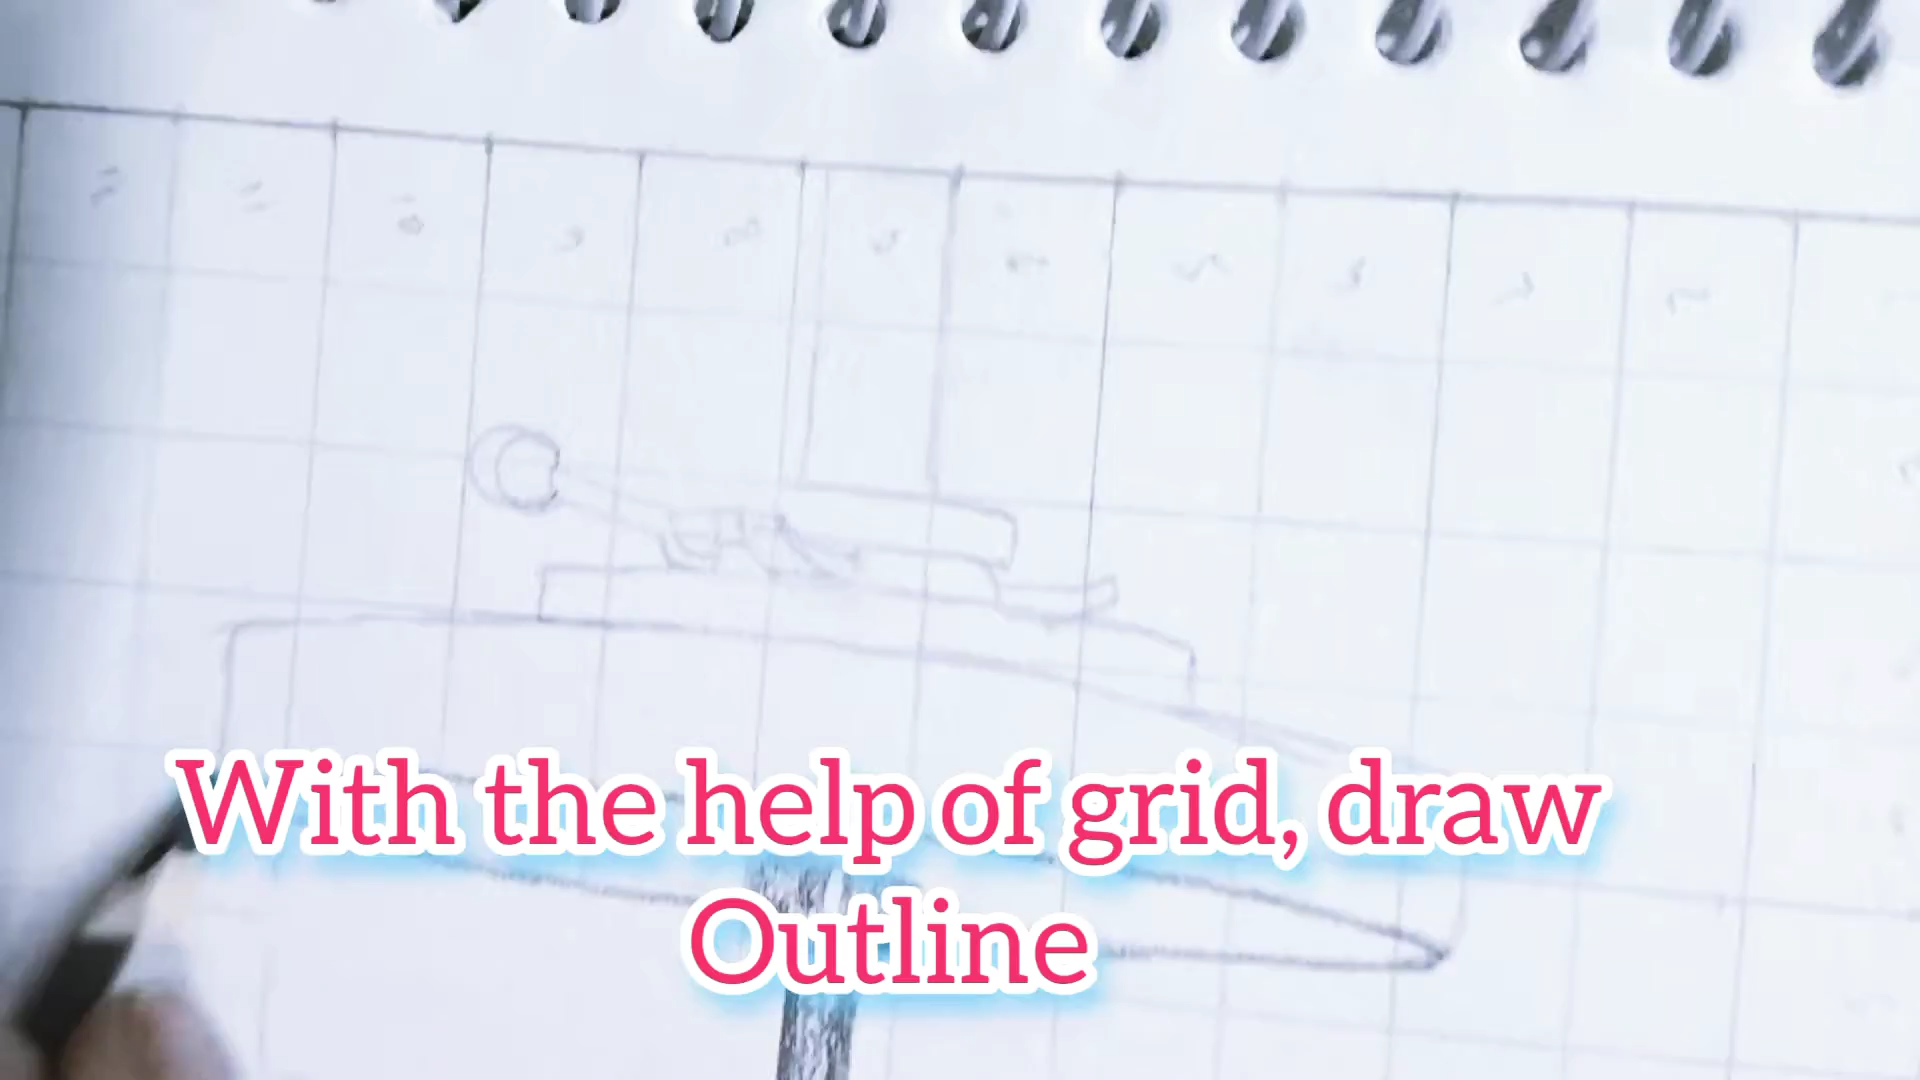 With the help of grid, draw
Outline